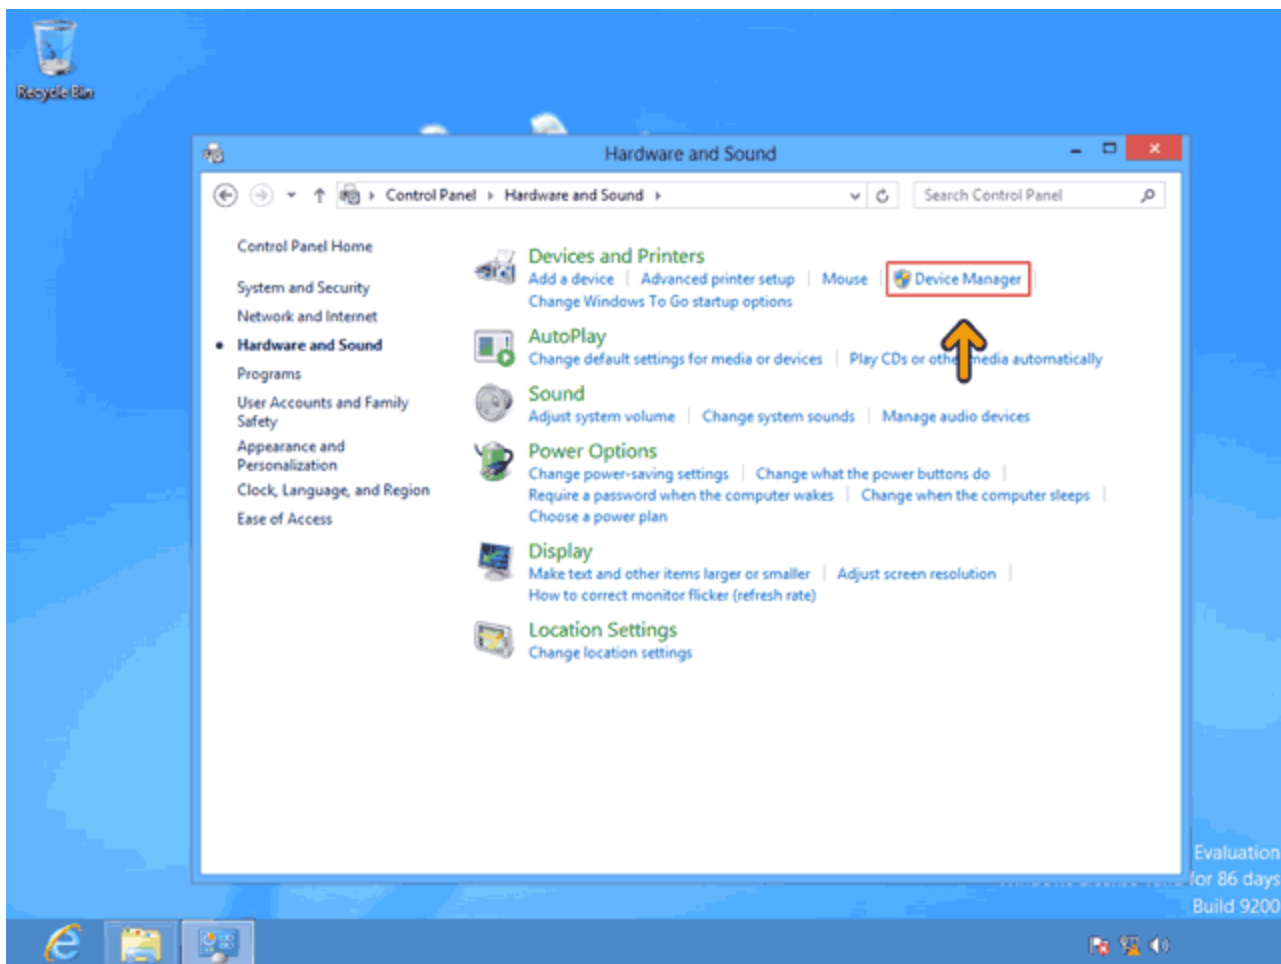 Recycle Bin
Hardware and Sound
Control Panel Hardware and Sound
Search Control Panel
Control Panel Home
System and Security
Network and Internet
Hardware and Sound
Programs
User Accounts and Family
Safety
Appearance and
Personalization
Clock, Language, and Region
Ease of Access
Devices and Printers
Add a device Advanced printer setup Mouse Device Manager
Change Windows To Go startup options
AutoPlay
Change default settings for media or devices Play CDs or other media automatically
Sound
Adjust system volume Change system sounds Manage audio devices
Power Options
Change power-saving settings Change what the power buttons do
Require a password when the computer wakes Change when the computer sleeps
Choose a power plan
Display
Make text and other items larger or smaller Adjust screen resolution
How to correct monitor flicker (refresh rate)
Location Settings
Change location settings
Evaluation
for 86 days
Build 9200